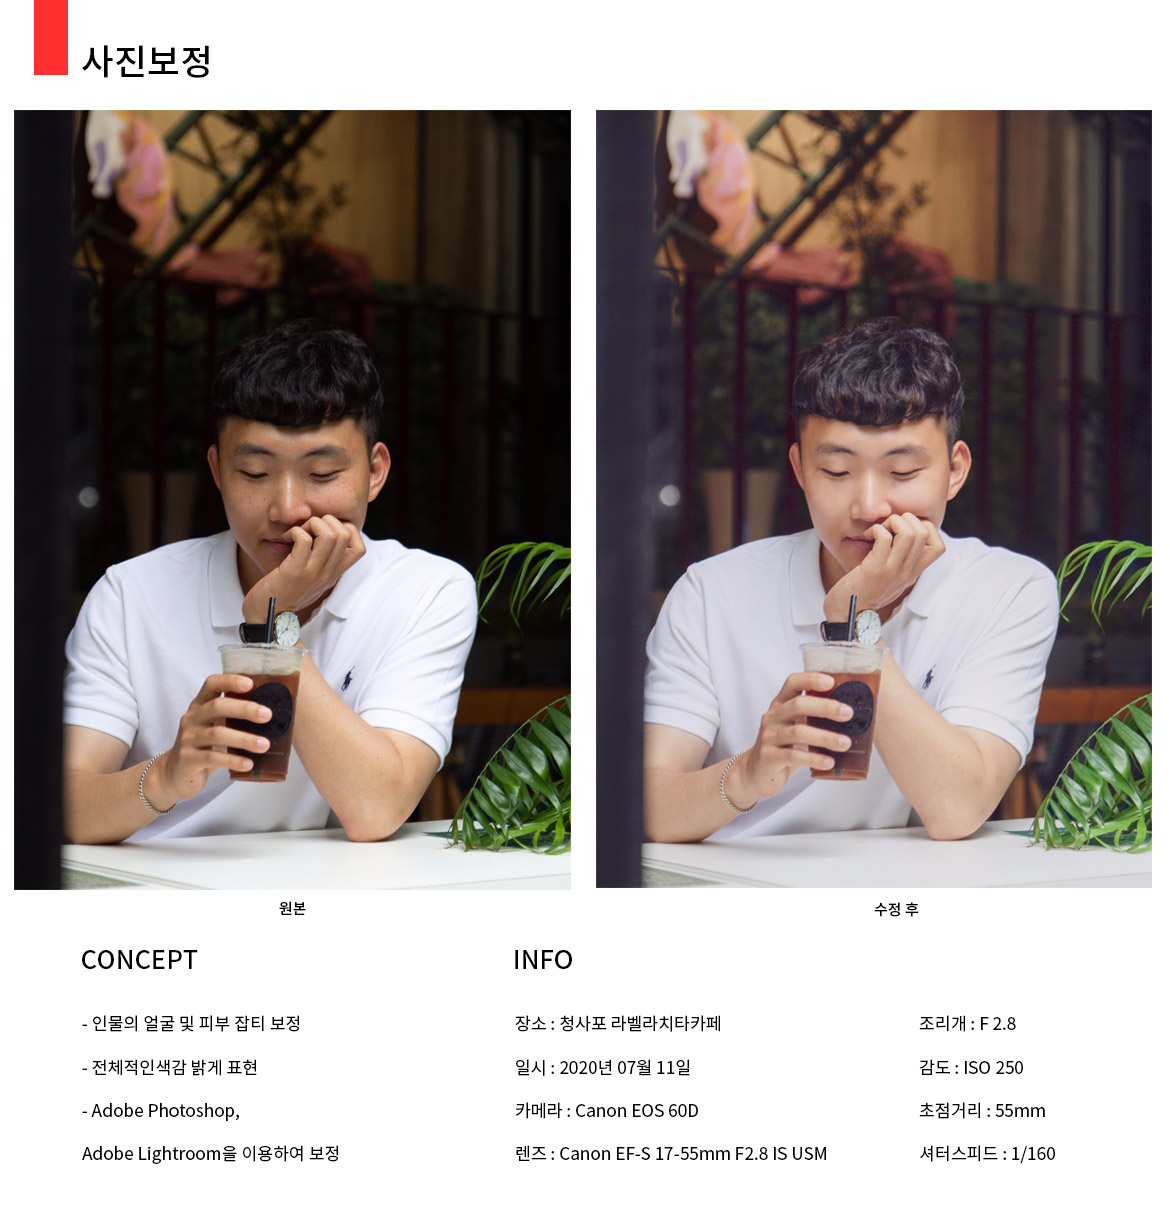 사진보정
원본
수정 후
CONCEPT
- 인물의 얼굴 및 피부 잡티 보정
- 전체적인색감 밝게 표현
- Adobe Photoshop,
Adobe Lightroom을 이용하여 보정
INFO
장소 : 청사포 라벨라치타카페
일시 : 2020년 07월 11일
카메라 : Canon EOS 60D
렌즈 : Canon EF-S 17-55mm F2.8 IS USM
조리개 : F 2.8
감도 : ISO 250
초점거리 : 55mm
셔터스피드 : 1/160